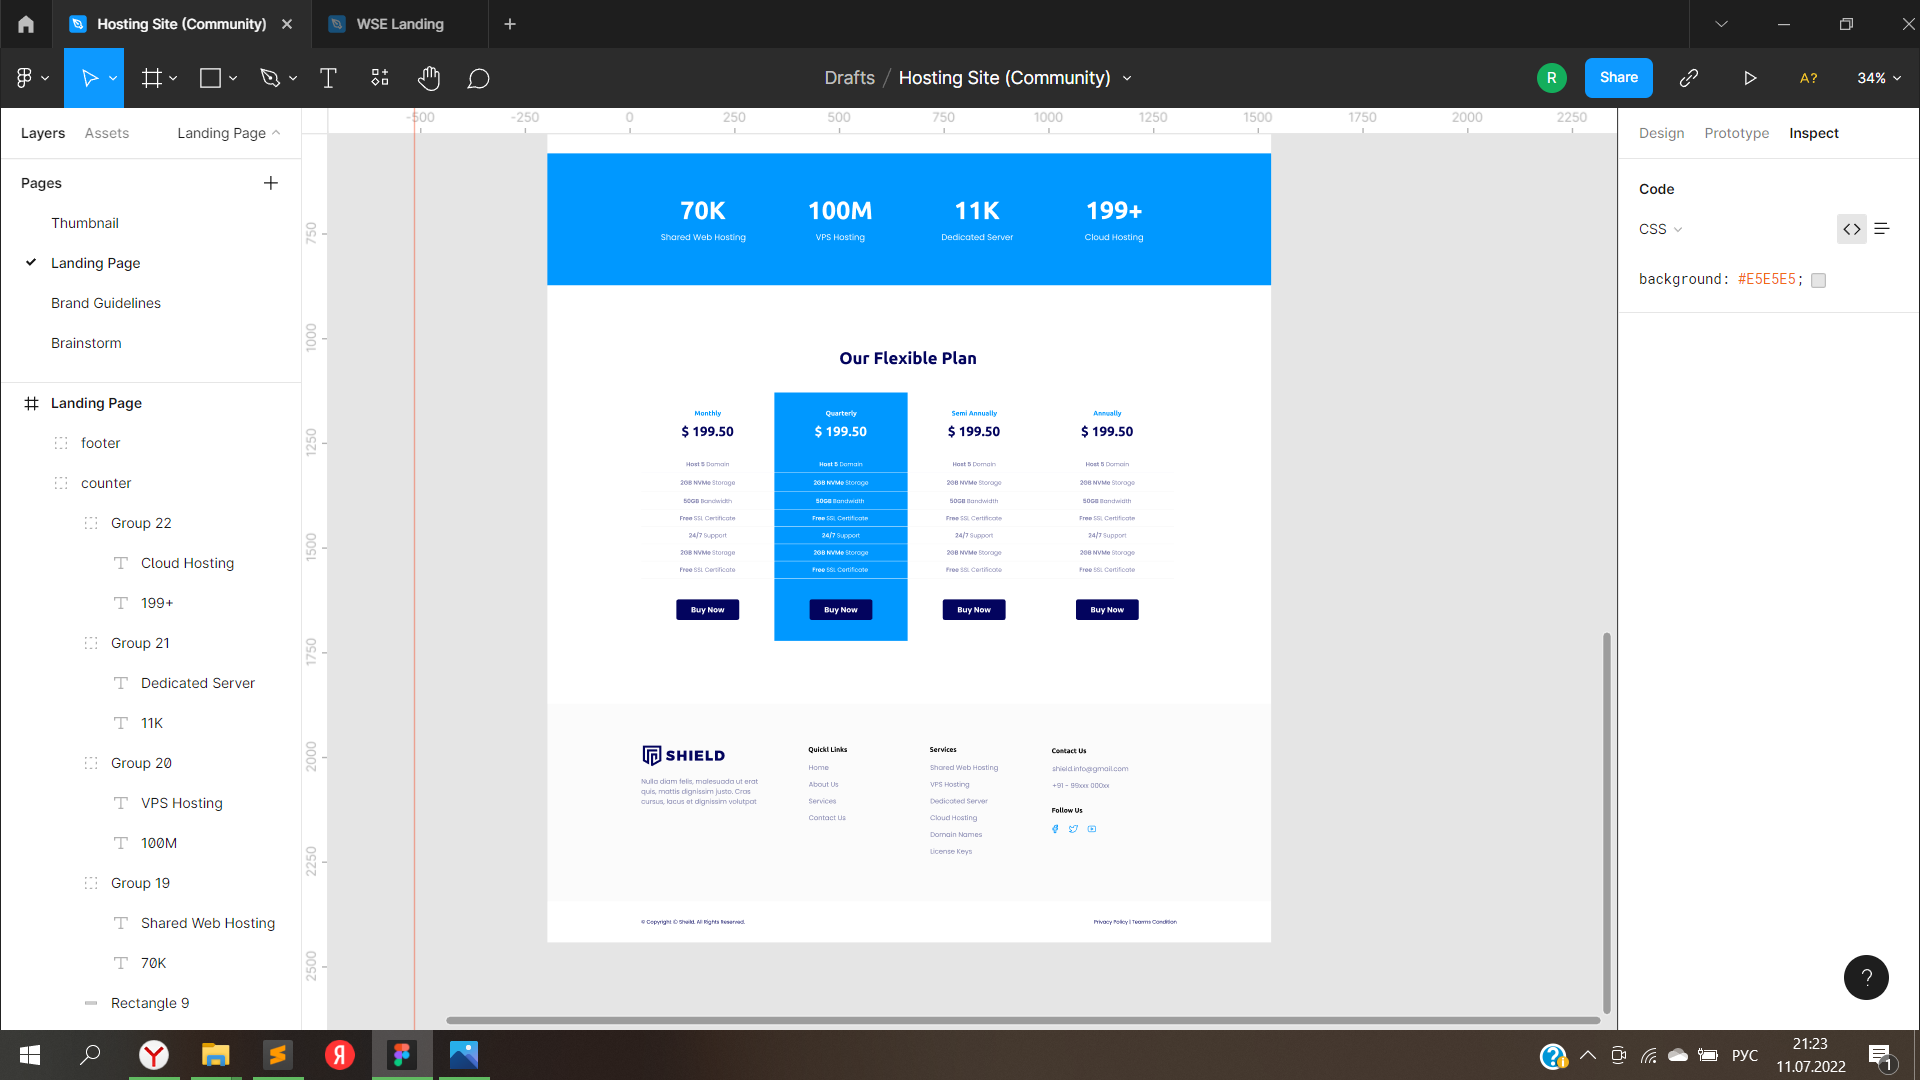 Hosting Site (Community)
WSE Landing
Drafts / Hosting Site (Community)
R
Share
A?
34%
Layers
Assets
Landing Page
Pages
Thumbnail
Landing Page
Brand Guidelines
Brainstorm
Landing Page
footer
counter
Group 22
Cloud Hosting
199+
Group 21
Dedicated Server
11K
Group 20
VPS Hosting
100M
Group 19
Shared Web Hosting
70K
Rectangle 9
-500 -250 0 250 500 750 1000 1250 1500 1750 2000 2250
750
1000
1250
1500
1750
2000
2250
2500
70K 100M 11K 199+
Shared Web Hosting VPS Hosting Dedicated Server Cloud Hosting
Our Flexible Plan
Monthly Quarterly Semi Annually Annually
$ 199.50 $ 199.50 $ 199.50 $ 199.50
Host 5 Domain Host 5 Domain Host 5 Domain Host 5 Domain
2GB NVMe Storage 2GB NVMe Storage 2GB NVMe Storage 2GB NVMe Storage
50GB Bandwidth 50GB Bandwidth 50GB Bandwidth 50GB Bandwidth
Free SSL Certificate Free SSL Certificate Free SSL Certificate Free SSL Certificate
24/7 Support 24/7 Support 24/7 Support 24/7 Support
2GB NVMe Storage 2GB NVMe Storage 2GB NVMe Storage 2GB NVMe Storage
Free SSL Certificate Free SSL Certificate Free SSL Certificate Free SSL Certificate
Buy Now Buy Now Buy Now Buy Now
SHIELD
Nulla diam felis, malesuada ut erat
quis, mattis dignissim justo. Cras
cursus, lacus et dignissim volutpat
Quickl Links
Home
About Us
Services
Contact Us
Services
Shared Web Hosting
VPS Hosting
Dedicated Server
Cloud Hosting
Domain Names
License Keys
Contact Us
shield.info@gmail.com
+91 - 99xxx 000xx
Follow Us
© Copyright © Sheild. All Rights Reserved.
Privacy Policy | Tearms Condition
Design
Prototype
Inspect
Code
CSS
background: #E5E5E5;
?
Я
РУС
21:23
11.07.2022
1